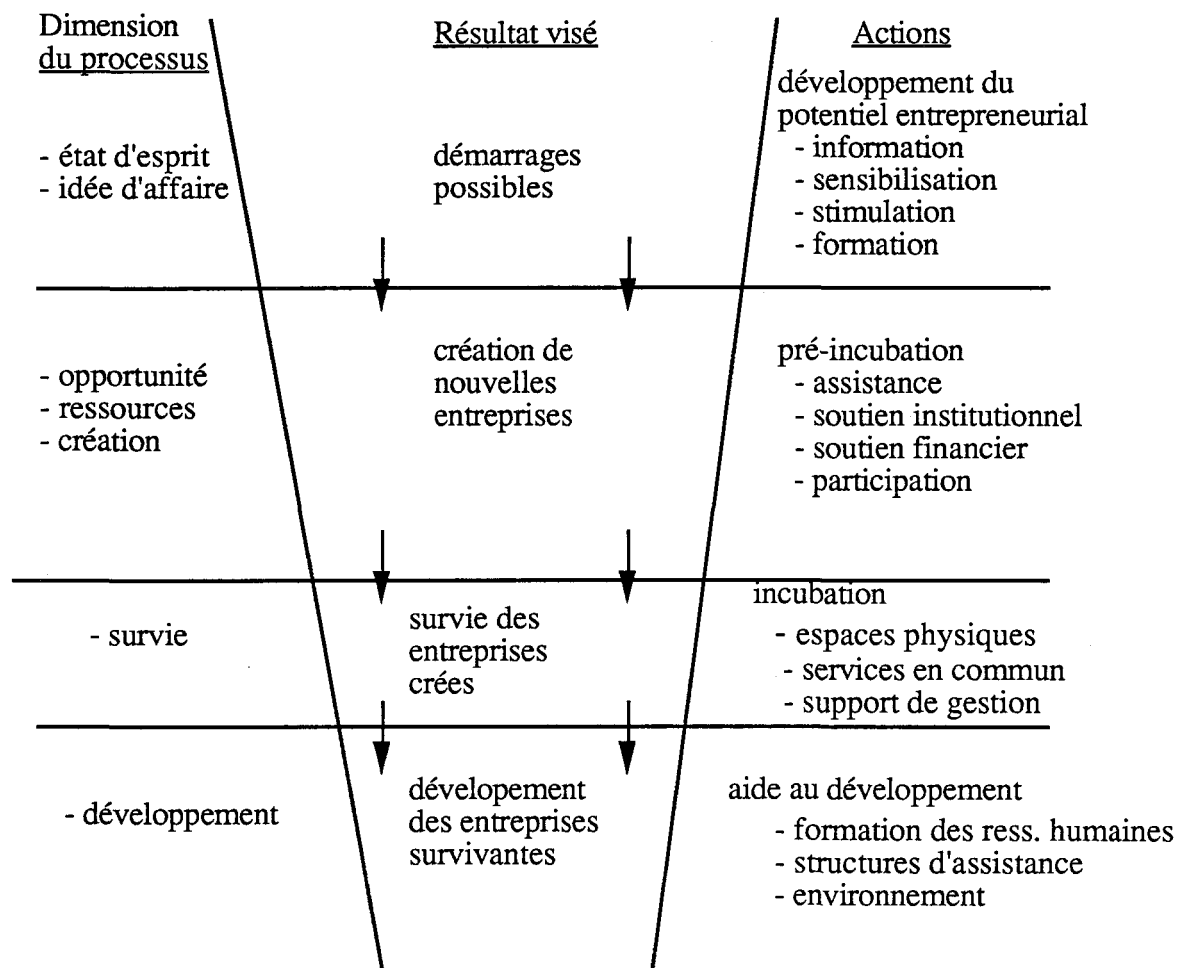 Dimension
du processus
Résultat visé
Actions
- état d'esprit
- idée d'affaire
démarrages
possibles
développement du
potentiel entrepreneurial
- information
- sensibilisation
- stimulation
- formation
- opportunité
- ressources
- création
création de
nouvelles
entreprises
pré-incubation
- assistance
- soutien institutionnel
- soutien financier
- participation
- survie
survie des
entreprises
crées
incubation
- espaces physiques
- services en commun
- support de gestion
- développement
dévelopement
des entreprises
survivantes
aide au développement
- formation des ress. humaines
- structures d'assistance
- environnement